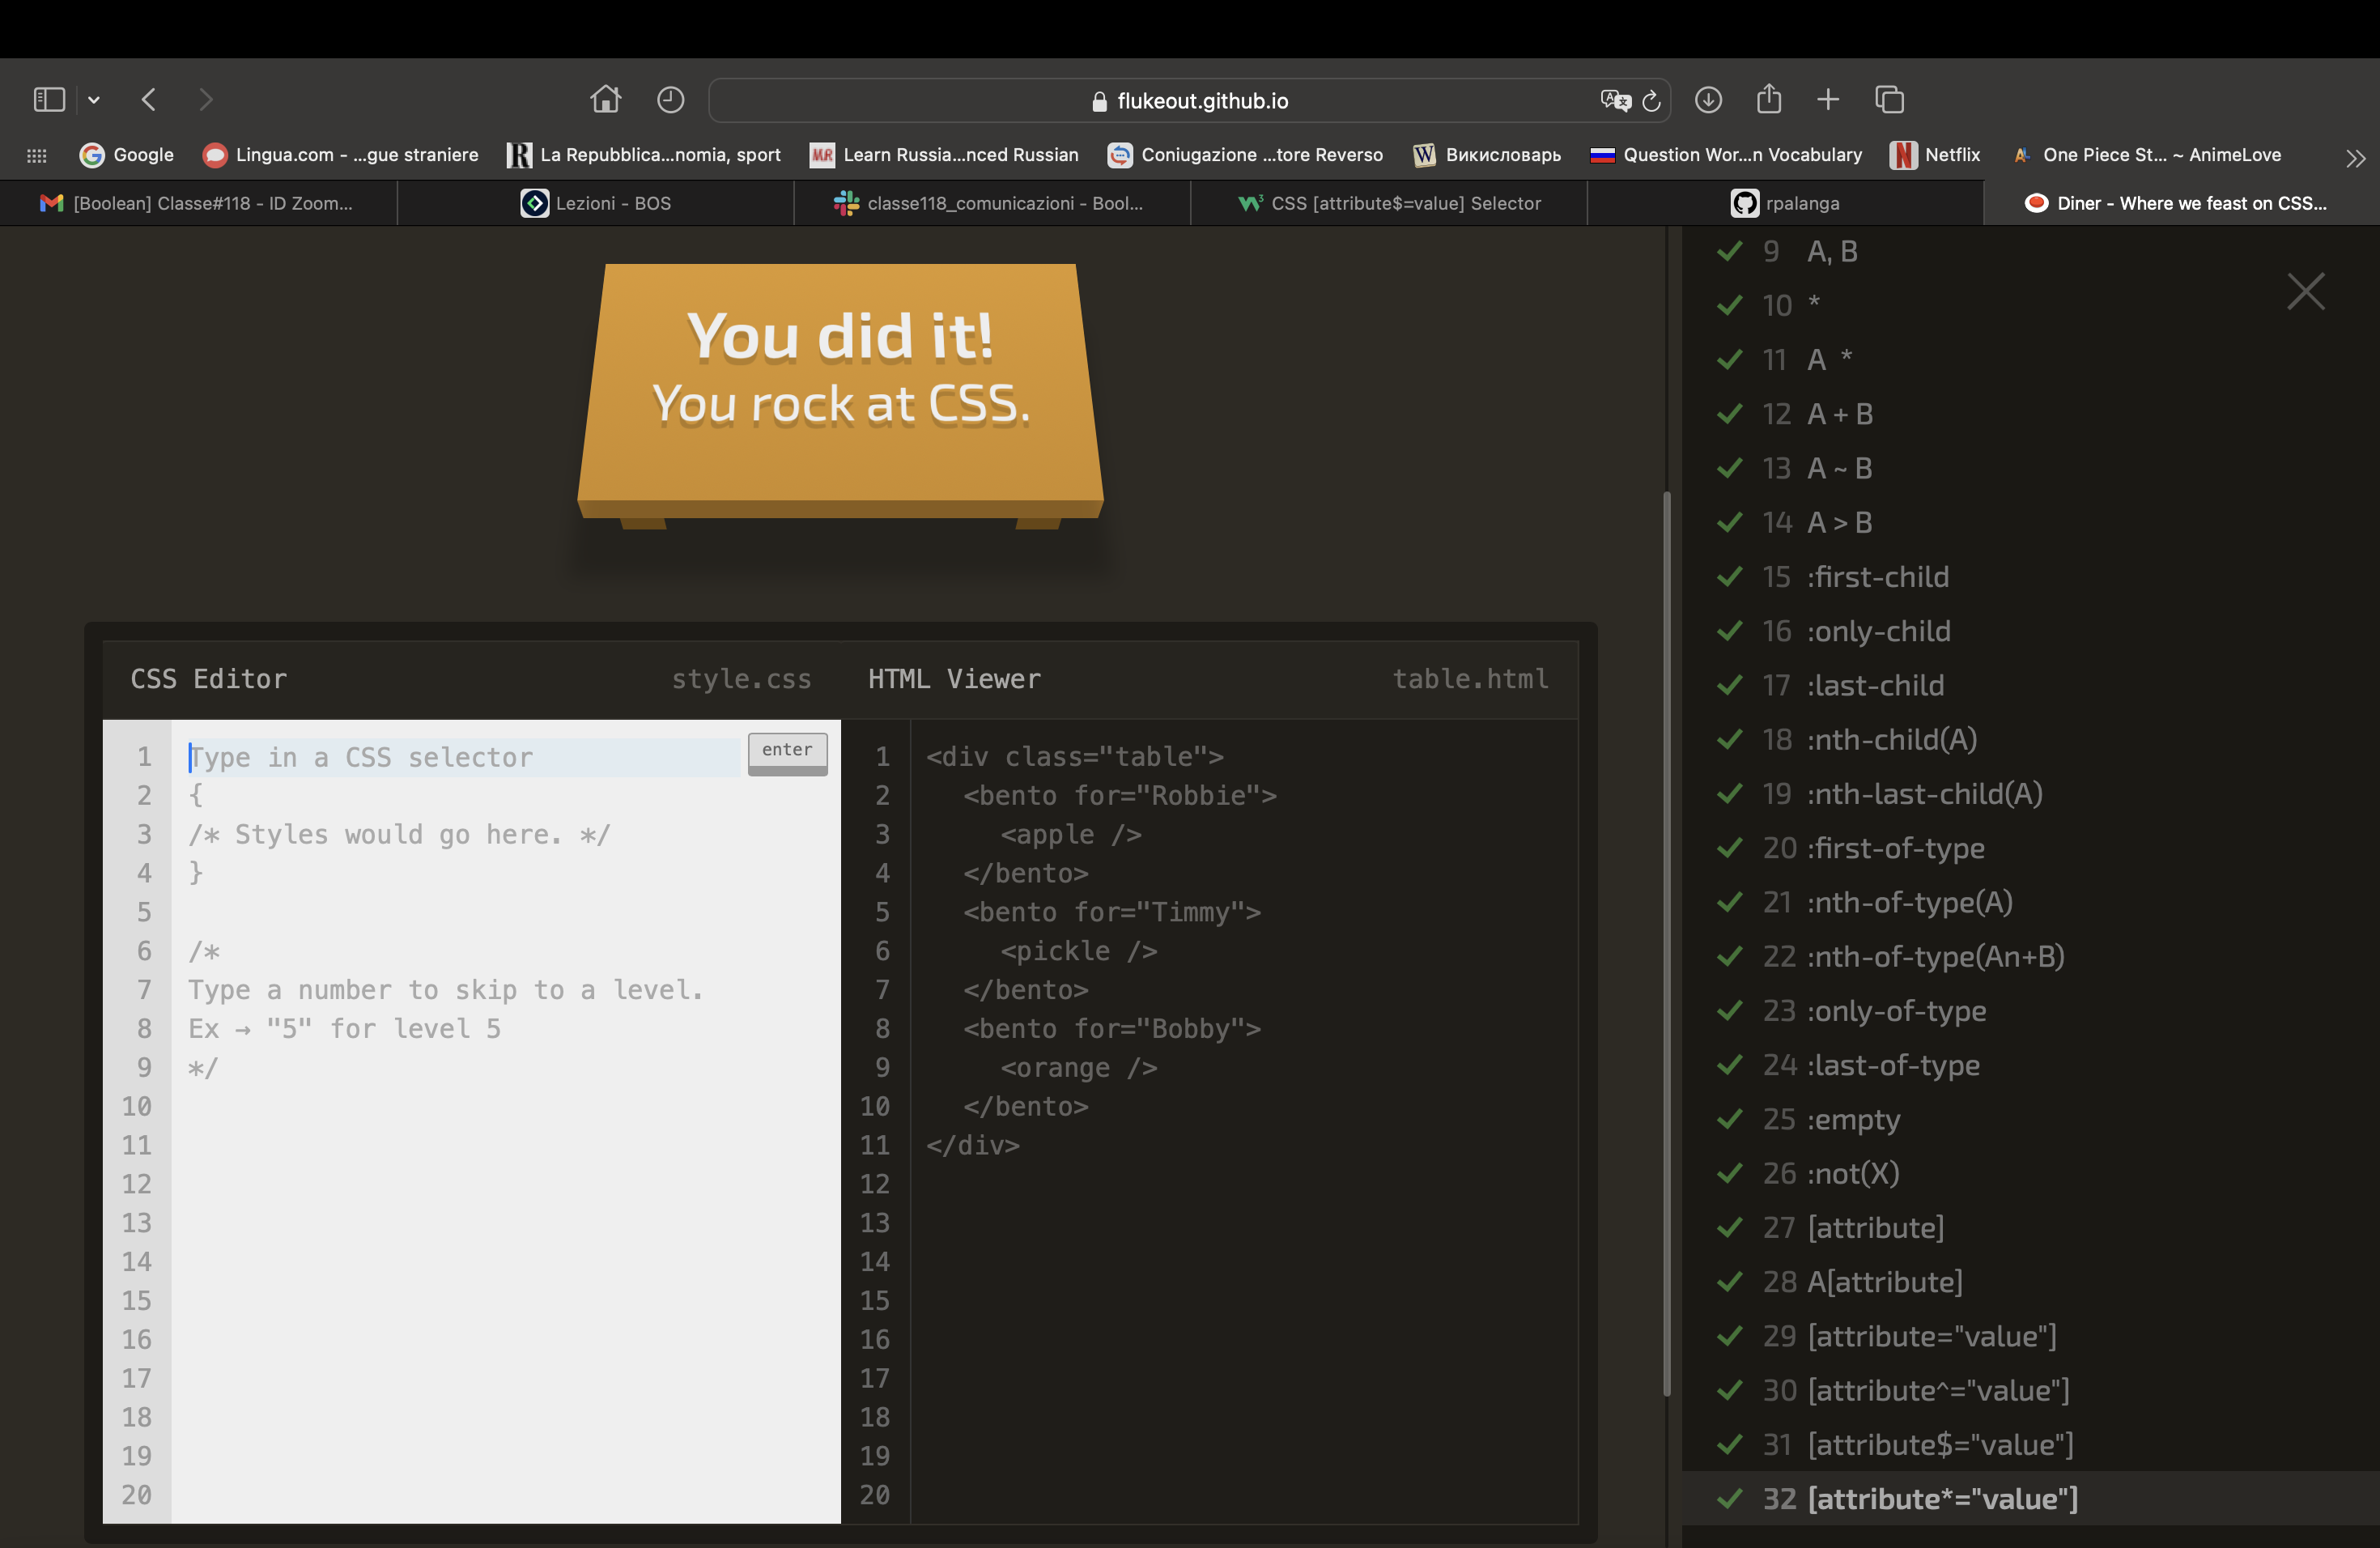 flukeout.github.io
Google
Lingua.com - ...gue straniere
R La Repubblica...nomia, sport
MR Learn Russia...nced Russian
Coniugazione ...tore Reverso
W Викисловарь
Question Wor...n Vocabulary
N Netflix
One Piece St... ~ AnimeLove
[Boolean] Classe#118 - ID Zoom...
Lezioni - BOS
classe118_comunicazioni - Bool...
CSS [attribute$=value] Selector
rpalanga
Diner - Where we feast on CSS...
You did it!
You rock at CSS.
CSS Editor
style.css
1 Type in a CSS selector
enter
2 {
3 /* Styles would go here. */
4 }
5
6 /*
7 Type a number to skip to a level.
8 Ex → "5" for level 5
9 */
10
11
12
13
14
15
16
17
18
19
20
HTML Viewer
table.html
1 <div class="table">
2 <bento for="Robbie">
3 <apple />
4 </bento>
5 <bento for="Timmy">
6 <pickle />
7 </bento>
8 <bento for="Bobby">
9 <orange />
10 </bento>
11 </div>
12
13
14
15
16
17
18
19
20
9 A, B
10 *
11 A *
12 A + B
13 A ~ B
14 A > B
15 :first-child
16 :only-child
17 :last-child
18 :nth-child(A)
19 :nth-last-child(A)
20 :first-of-type
21 :nth-of-type(A)
22 :nth-of-type(An+B)
23 :only-of-type
24 :last-of-type
25 :empty
26 :not(X)
27 [attribute]
28 A[attribute]
29 [attribute="value"]
30 [attribute^="value"]
31 [attribute$="value"]
32 [attribute*="value"]